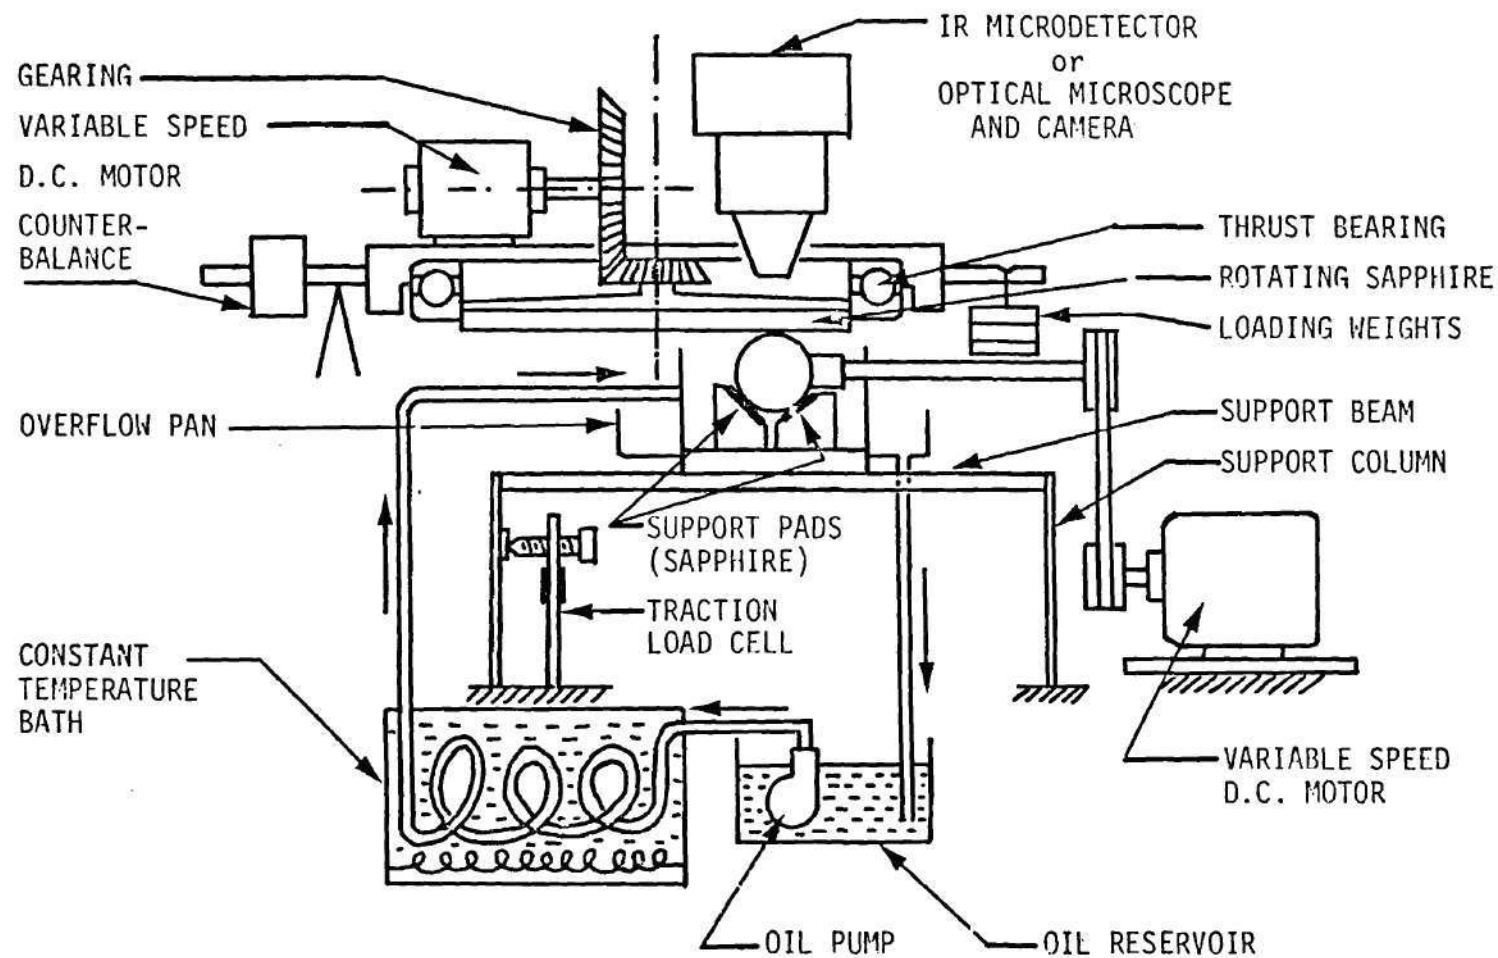 IR MICRODETECTOR
or
OPTICAL MICROSCOPE
AND CAMERA
GEARING
VARIABLE SPEED
D.C. MOTOR
COUNTER-
BALANCE
THRUST BEARING
ROTATING SAPPHIRE
LOADING WEIGHTS
OVERFLOW PAN
SUPPORT BEAM
SUPPORT COLUMN
SUPPORT PADS
(SAPPHIRE)
TRACTION
LOAD CELL
CONSTANT
TEMPERATURE
BATH
VARIABLE SPEED
D.C. MOTOR
OIL PUMP
OIL RESERVOIR